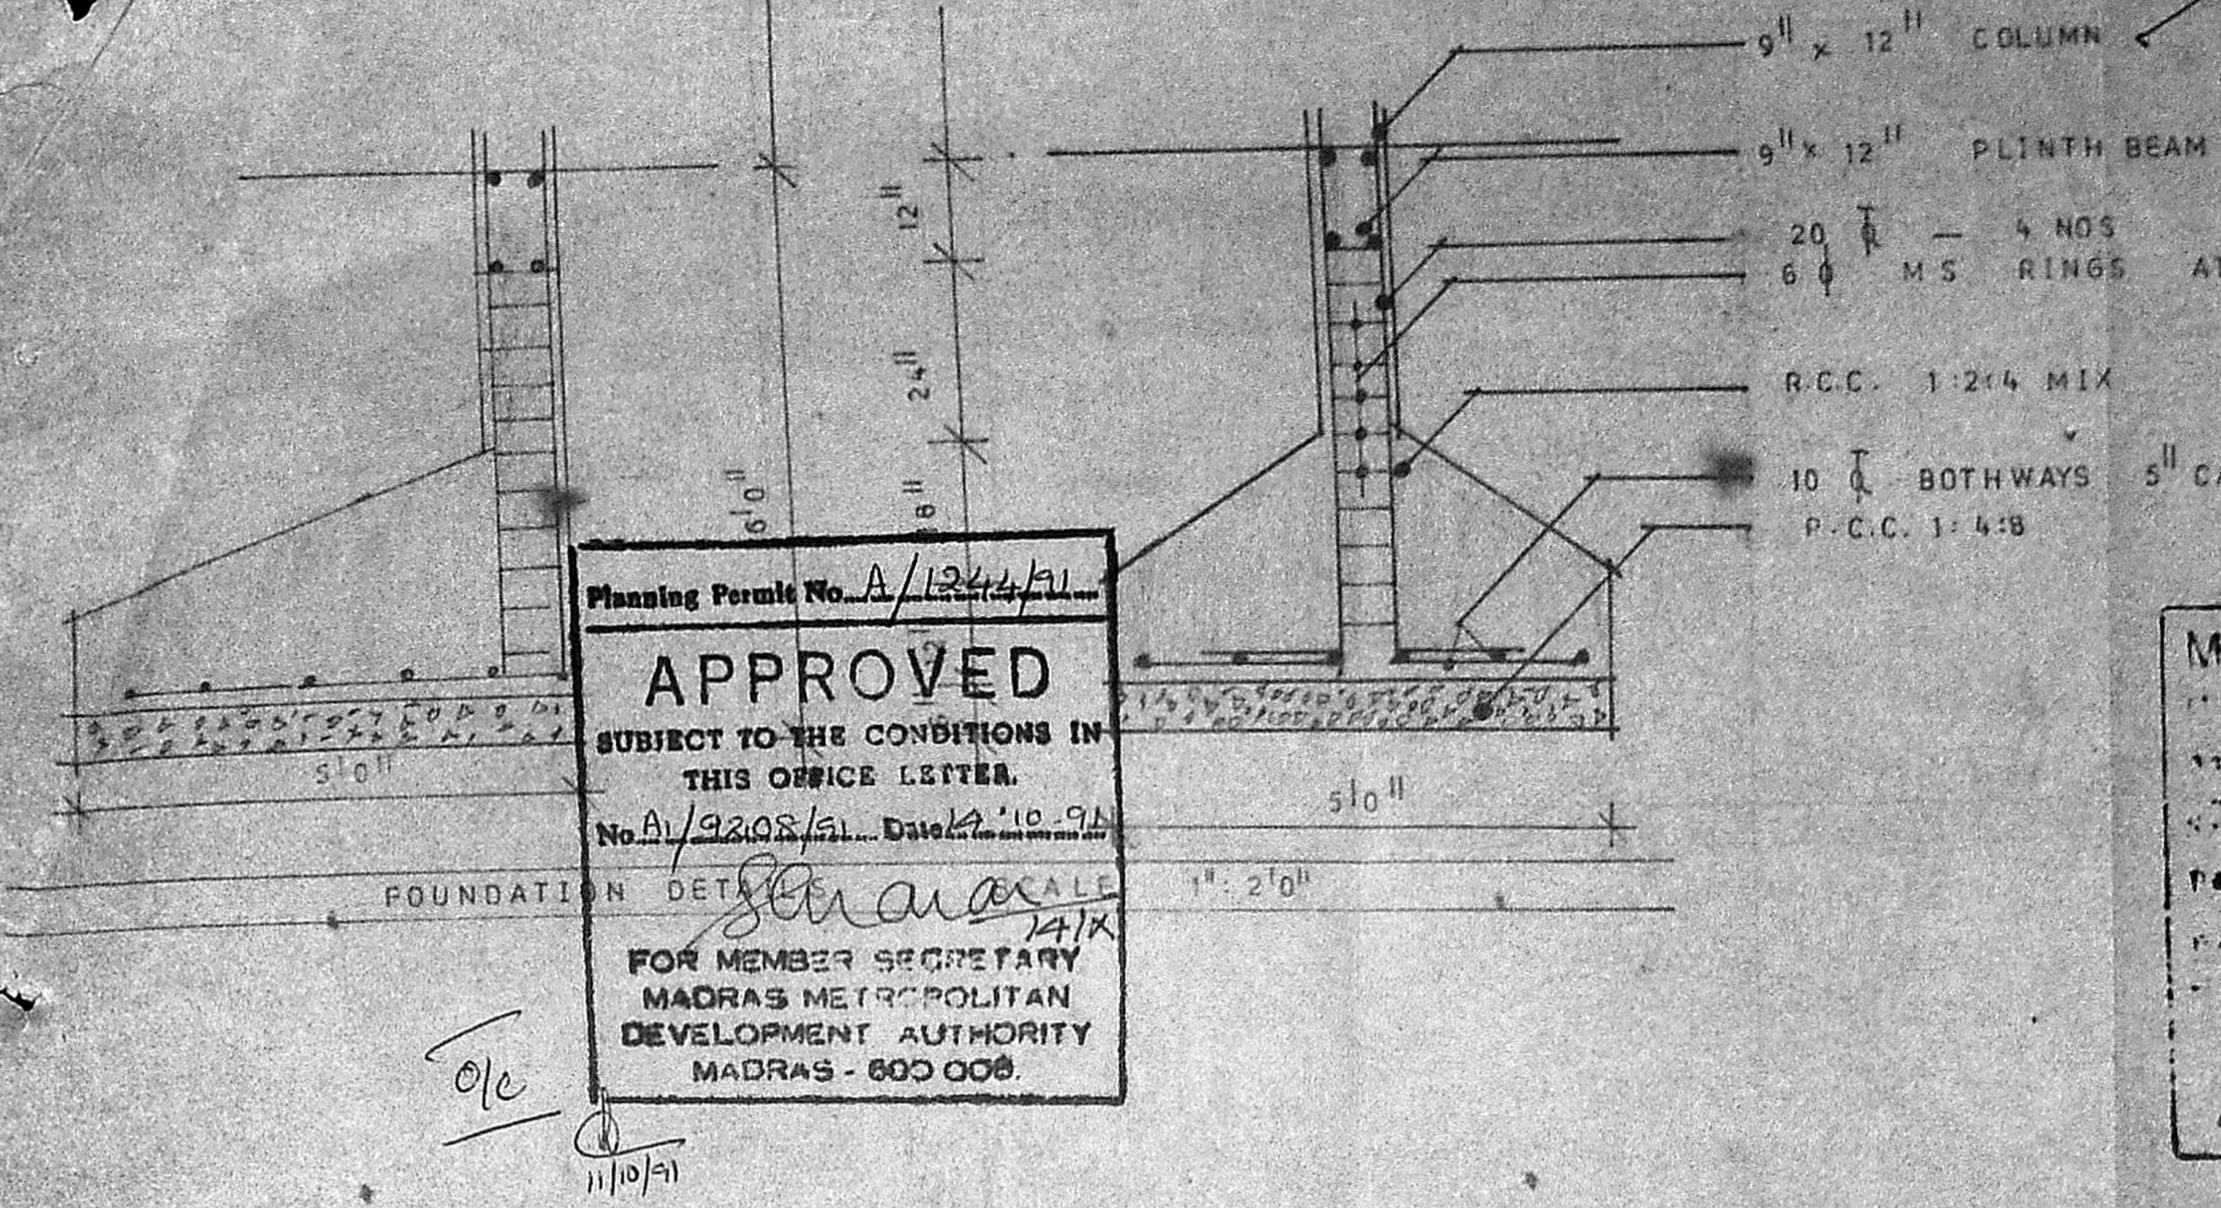 9" x 12" COLUMN
9" x 12" PLINTH BEAM
20 — 4 NOS
6 ϕ MS RINGS
R.C.C. 1:2:4 MIX
10 BOTHWAYS 5"
P.C.C. 1:4:8
12"
24"
8"
6'0"
5'0"
5'0"
FOUNDATION DETAILS SCALE 1": 2'0"
Planning Permit No. A/1244/91
APPROVED
SUBJECT TO THE CONDITIONS IN
THIS OFFICE LETTER.
No. A1/9208/91 Date 14.10.91
14/X
FOR MEMBER SECRETARY
MADRAS METROPOLITAN
DEVELOPMENT AUTHORITY
MADRAS - 600 008.
o/c
11/10/91